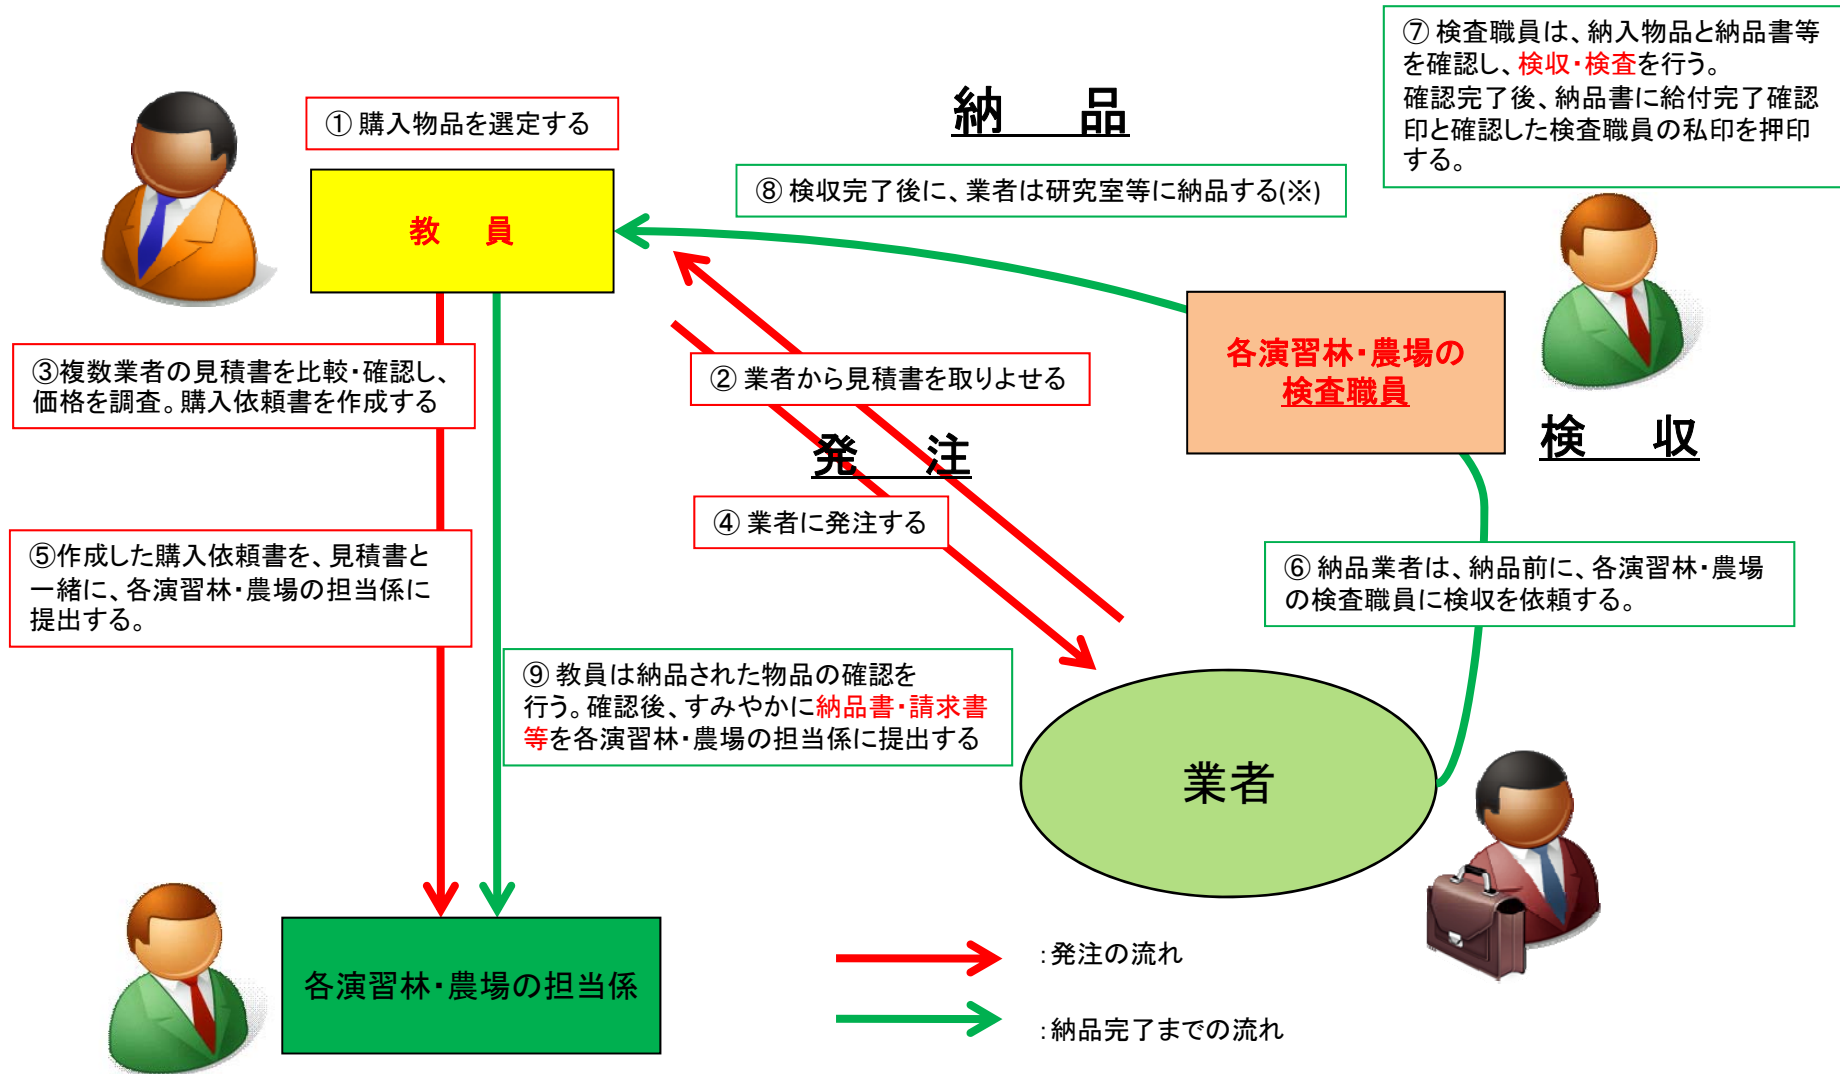 ① 購入物品を選定する
教　員
納　品
⑧ 検収完了後に、業者は研究室等に納品する(※)
⑦ 検査職員は、納入物品と納品書等
を確認し、検収・検査を行う。
確認完了後、納品書に給付完了確認
印と確認した検査職員の私印を押印
する。
各演習林・農場の
検査職員
検　収
② 業者から見積書を取りよせる
③複数業者の見積書を比較・確認し、
価格を調査。購入依頼書を作成する
発　注
④ 業者に発注する
⑤作成した購入依頼書を、見積書と
一緒に、各演習林・農場の担当係に
提出する。
⑥ 納品業者は、納品前に、各演習林・農場
の検査職員に検収を依頼する。
⑨ 教員は納品された物品の確認を
行う。確認後、すみやかに納品書・請求書
等を各演習林・農場の担当係に提出する
業者
各演習林・農場の担当係
：発注の流れ
：納品完了までの流れ